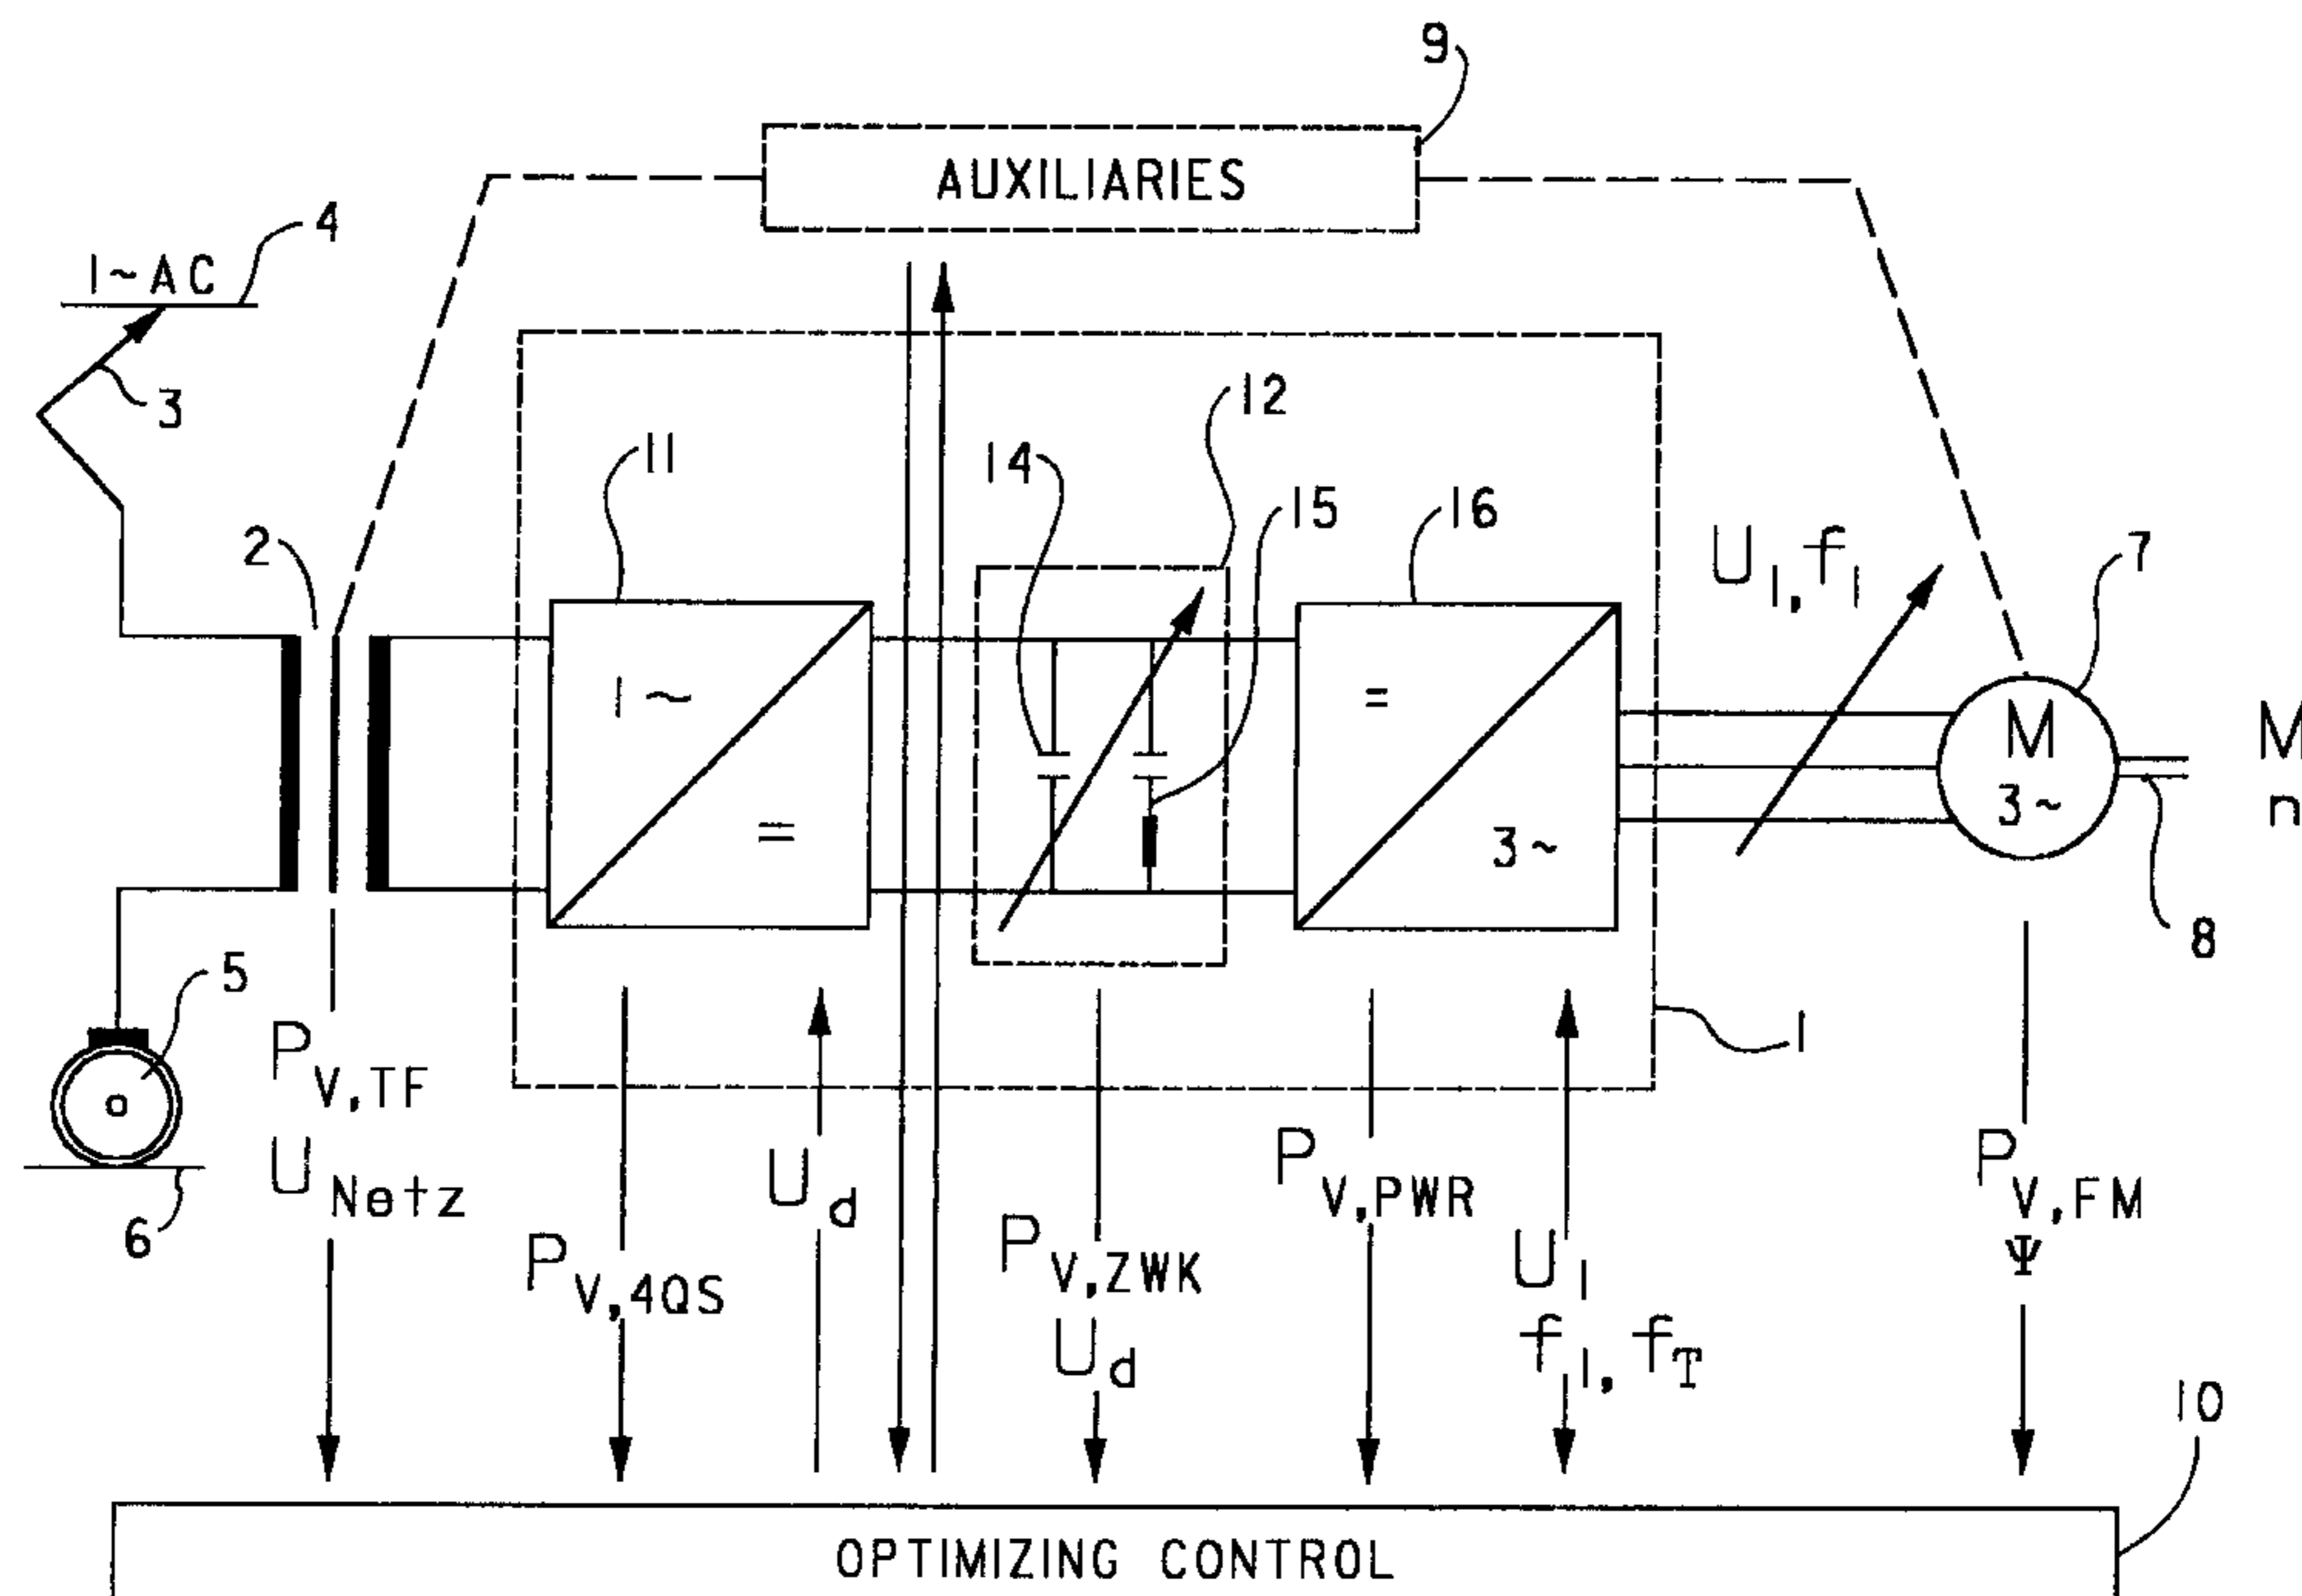 9
AUXILIARIES
4
1~AC
3
12
11
14
15
16
U1, f1
7
2
1~
=
=
3~
M
3~
M
n
8
5
1
PV,TF
UNetz
6
PV,4QS
Ud
PV,ZWK
Ud
PV,PWR
U1
f1, fT
PV,FM
Ψ
10
OPTIMIZING CONTROL